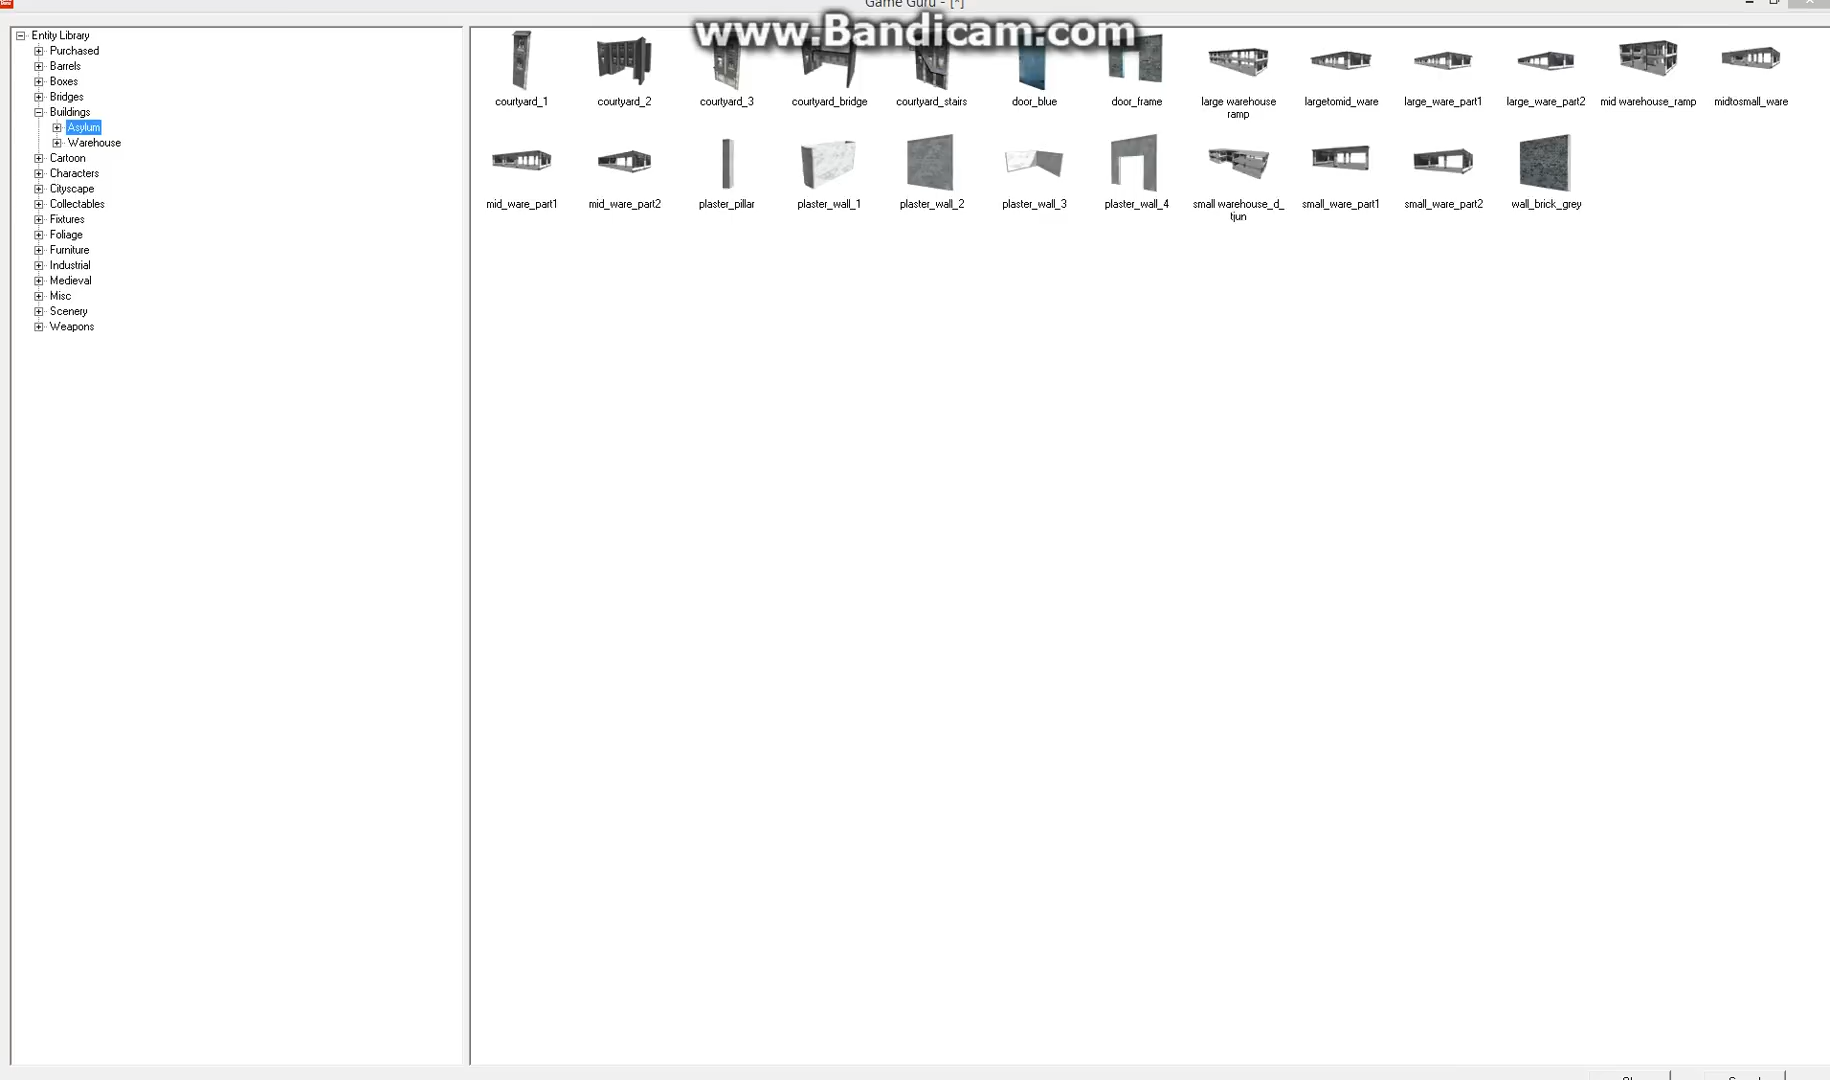 Game Guru - [*]
www.Bandicam.com
Entity Library
Purchased
Barrels
Boxes
Bridges
Buildings
Asylum
Warehouse
Cartoon
Characters
Cityscape
Collectables
Fixtures
Foliage
Furniture
Industrial
Medieval
Misc
Scenery
Weapons
courtyard_1 courtyard_2 courtyard_3 courtyard_bridge courtyard_stairs door_blue door_frame large warehouse largetomid_ware large_ware_part1 large_ware_part2 mid warehouse_ramp midtosmall_ware
ramp
mid_ware_part1 mid_ware_part2 plaster_pillar plaster_wall_1 plaster_wall_2 plaster_wall_3 plaster_wall_4 small warehouse_d_ small_ware_part1 small_ware_part2 wall_brick_grey
tjun